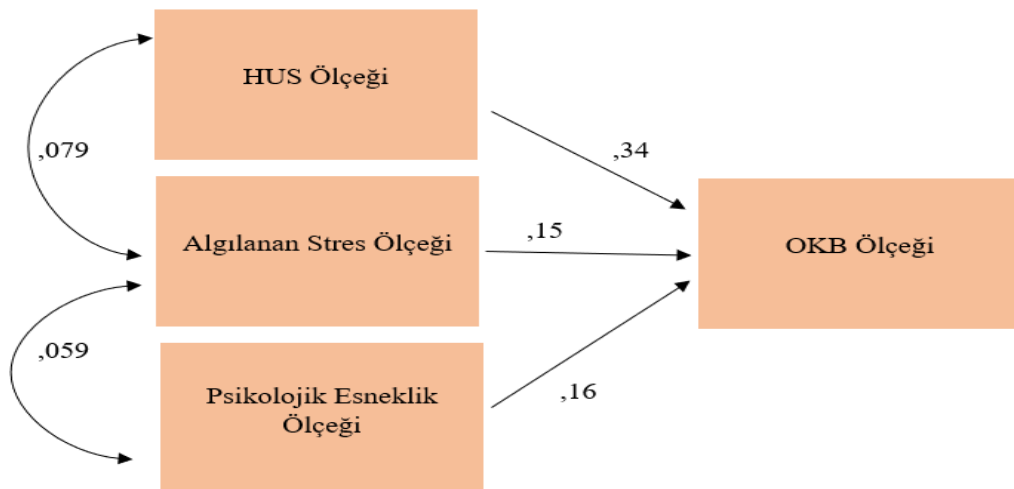 HUS Ölçeği
,079
,34
Algılanan Stres Ölçeği
,15
OKB Ölçeği
,059
Psikolojik Esneklik
Ölçeği
,16